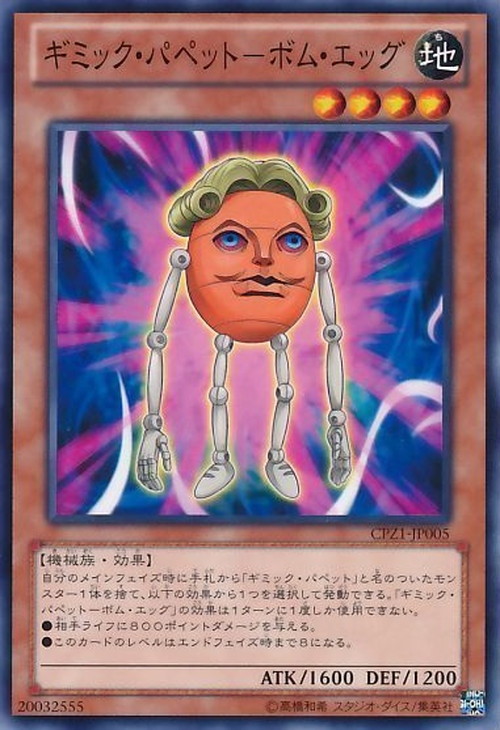 ギミック・パペット－ボム・エッグ
地
CPZ1-JP005
【機械族・効果】
自分のメインフェイズ時に手札から「ギミック・パペット」と名のついたモン
スター１体を捨て、以下の効果から１つを選択して発動できる。「ギミック・
パペット－ボム・エッグ」の効果は１ターンに１度しか使用できない。
●相手ライフに８００ポイントダメージを与える。
●このカードのレベルはエンドフェイズ時まで８になる。
ATK/1600 DEF/1200
20032555 ©高橋和希 スタジオ・ダイス/集英社